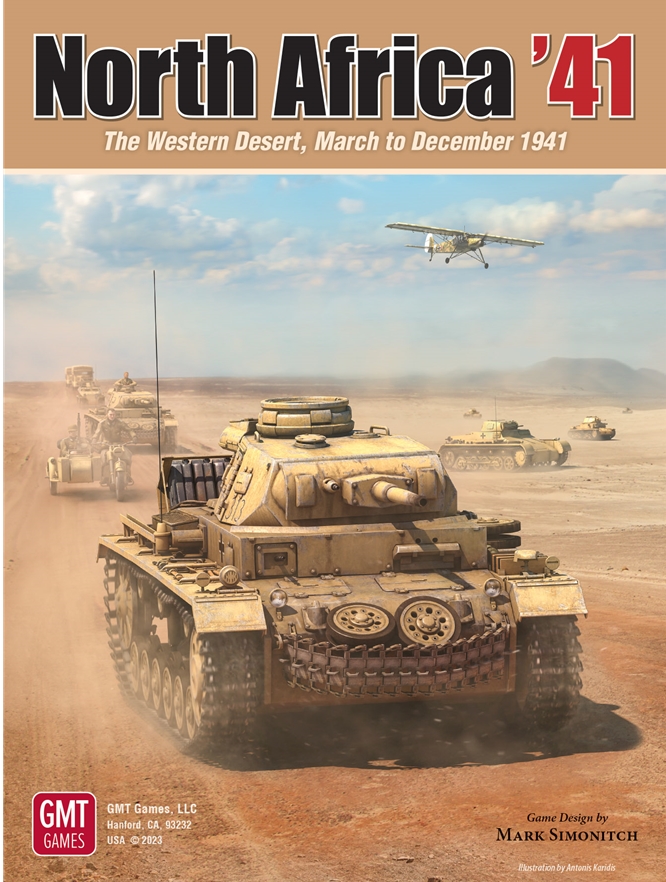 North Africa ’41
The Western Desert, March to December 1941
GMT
GAMES
GMT Games, LLC
Hanford, CA, 93232
USA © 2023
Game Design by
Mark Simonitch
Illustration by Antonis Karidis